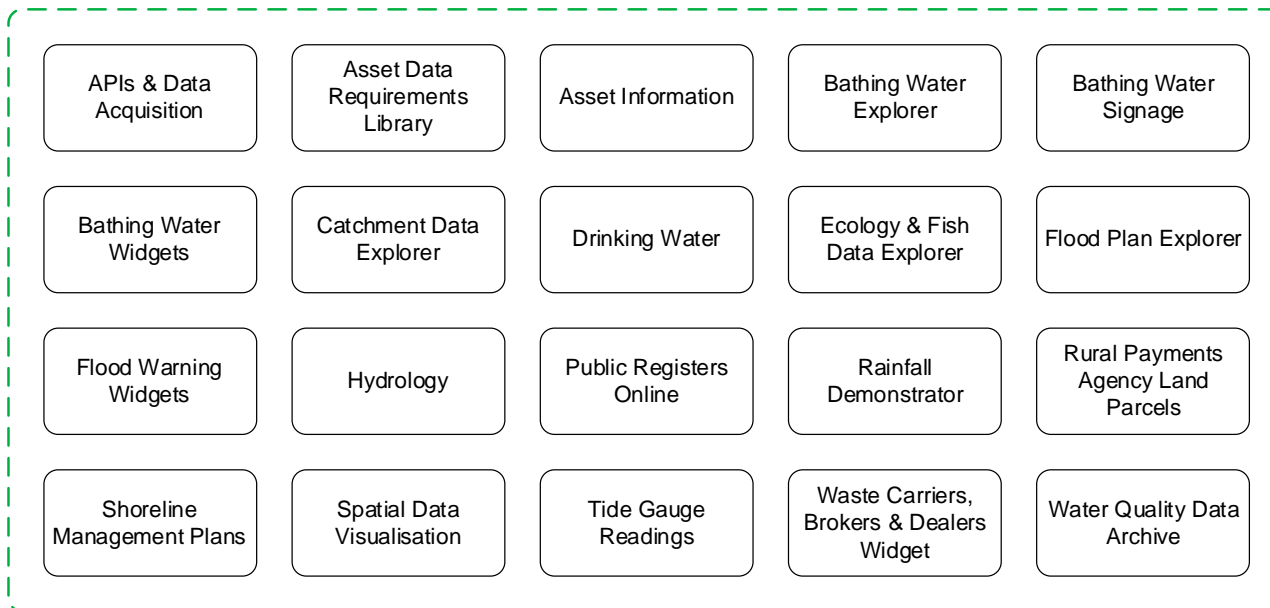 APIs & Data
Acquisition
Asset Data
Requirements
Library
Asset Information
Bathing Water
Explorer
Bathing Water
Signage
Bathing Water
Widgets
Catchment Data
Explorer
Drinking Water
Ecology & Fish
Data Explorer
Flood Plan Explorer
Flood Warning
Widgets
Hydrology
Public Registers
Online
Rainfall
Demonstrator
Rural Payments
Agency Land
Parcels
Shoreline
Management Plans
Spatial Data
Visualisation
Tide Gauge
Readings
Waste Carriers,
Brokers & Dealers
Widget
Water Quality Data
Archive